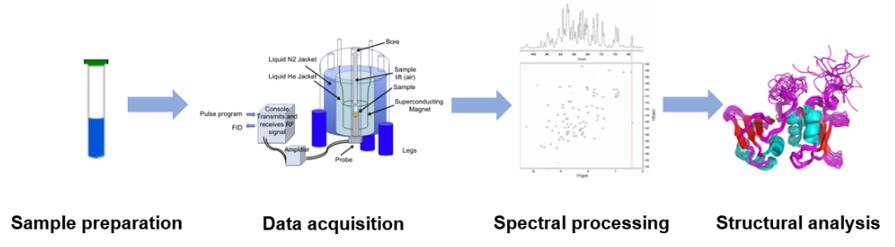 Bore
Liquid N2 Jacket
Sample
lift (air)
Liquid He Jacket
Sample
Superconducting
Magnet
Pulse program
Console
Transmits and
receives RF
signal
FID
Amplifier
Probe
Legs
Sample preparation
Data acquisition
Spectral processing
Structural analysis